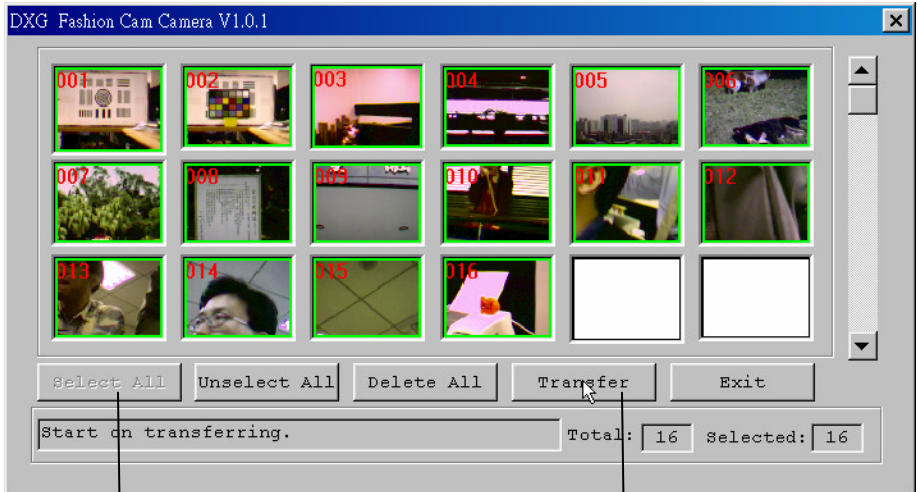 DXG Fashion Cam Camera V1.0.1
001 002 003 004 005 006
007 008 009 010 011 012
013 014 015 016
Select All Unselect All Delete All Transfer Exit
Start on transferring. Total: 16 Selected: 16